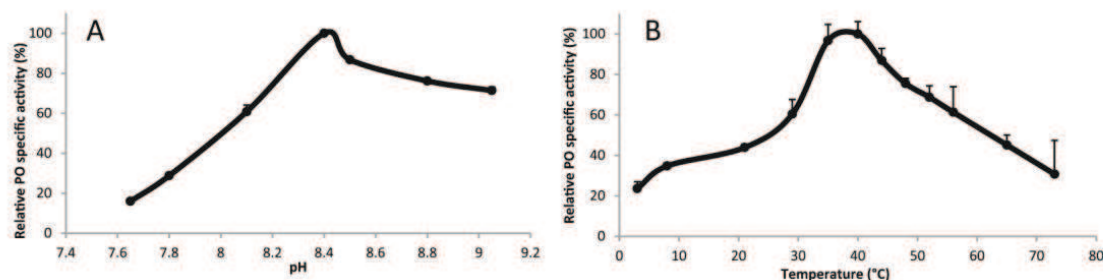 A
Relative PO specific activity (%)
100
80
60
40
20
0
7.4 7.6 7.8 8 8.2 8.4 8.6 8.8 9 9.2
pH
B
Relative PO specific activity (%)
100
80
60
40
20
0
0 10 20 30 40 50 60 70 80
Temperature (°C)